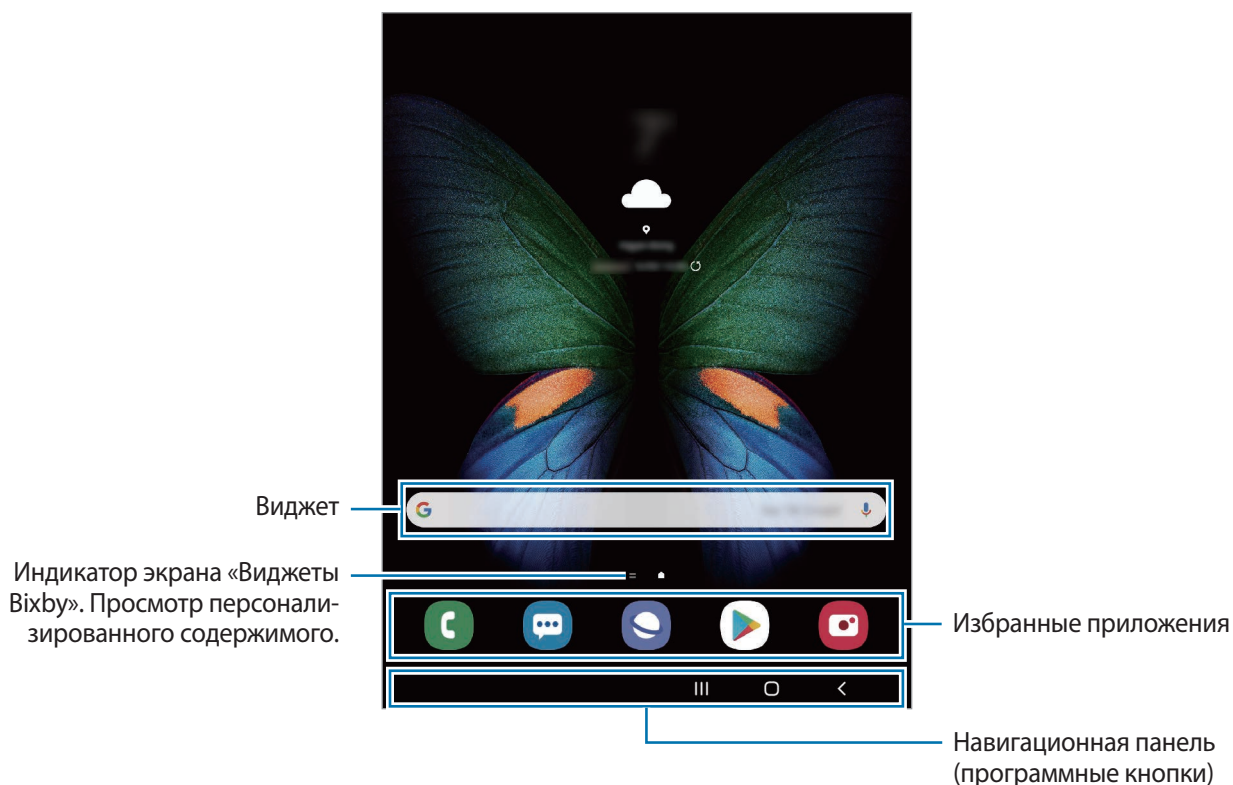 Виджет
Индикатор экрана «Виджеты
Bixby». Просмотр персонали-
зированного содержимого.
Избранные приложения
Навигационная панель
(программные кнопки)